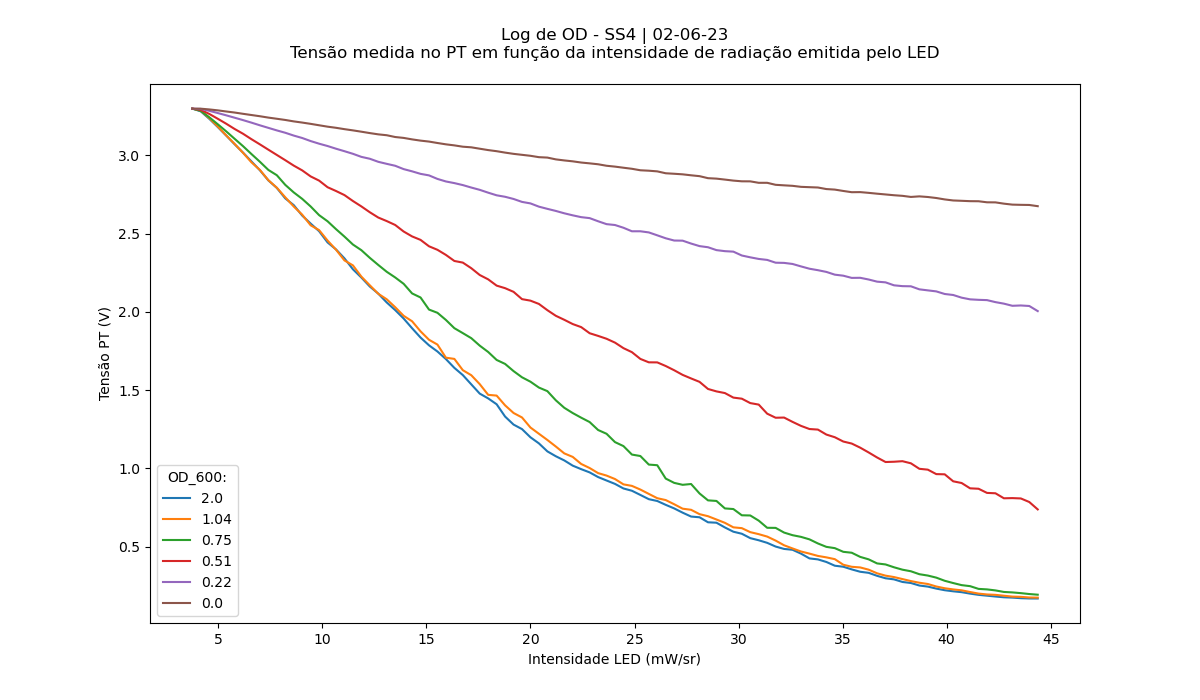 Log de OD - SS4 | 02-06-23
Tensão medida no PT em função da intensidade de radiação emitida pelo LED
Tensão PT (V)
3.0
2.5
2.0
1.5
1.0
0.5
OD_600:
2.0
1.04
0.75
0.51
0.22
0.0
5 10 15 20 25 30 35 40 45
Intensidade LED (mW/sr)